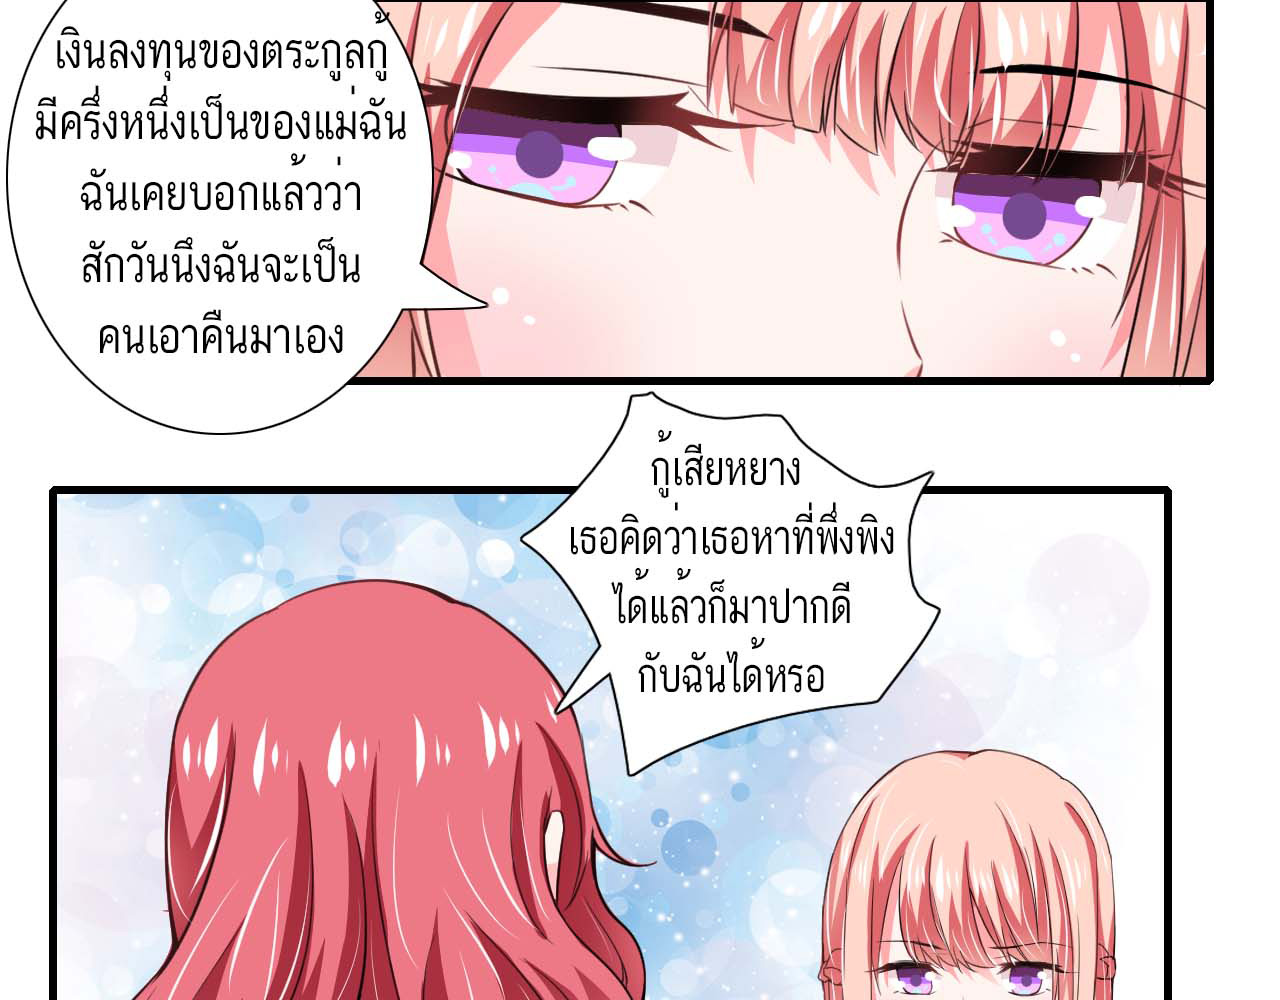 เงินลงทุนของตระกูลกู้
มีครึ่งหนึ่งเป็นของแม่ฉัน
ฉันเคยบอกแล้วว่า
สักวันนึงฉันจะเป็น
คนเอาคืนมาเอง
กู้เสียหยาง
เธอคิดว่าเธอหาที่พึ่งพิง
ได้แล้วก็มาปากดี
กับฉันได้หรอ